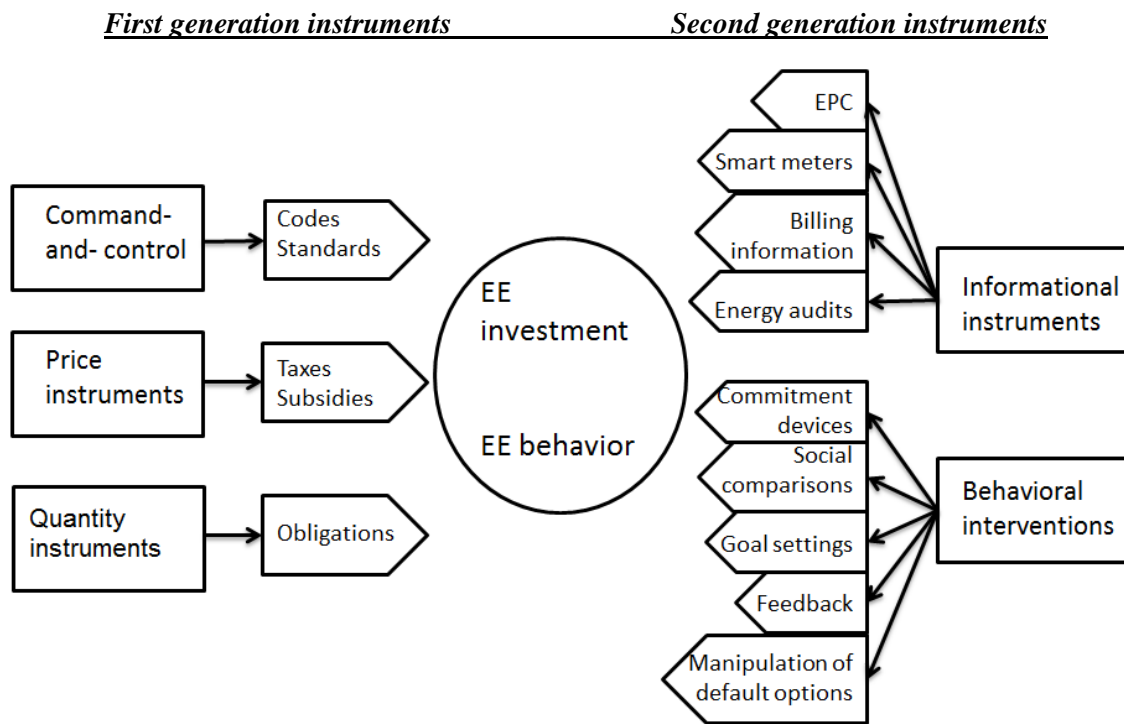 First generation instruments
Second generation instruments
Command-
and- control
Codes
Standards
Price
instruments
Taxes
Subsidies
Quantity
instruments
Obligations
EE
investment
EE behavior
EPC
Smart meters
Billing
information
Energy audits
Informational
instruments
Commitment
devices
Social
comparisons
Goal settings
Feedback
Manipulation of
default options
Behavioral
interventions